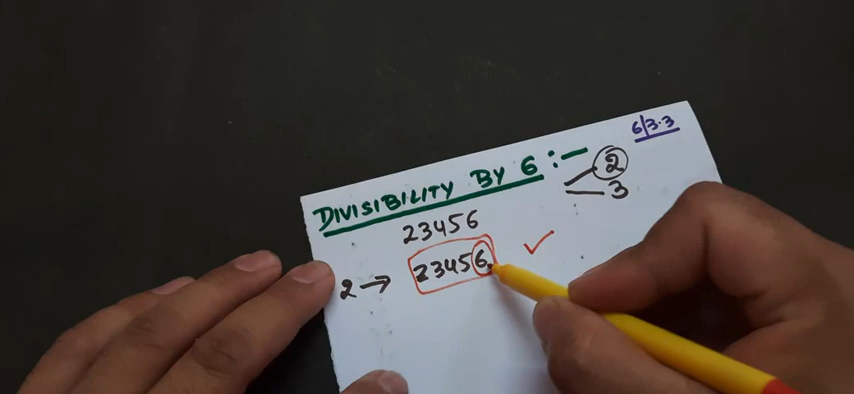 6/3.3
DIVISIBILITY BY 6 :-
2
3
23456
2 → 23456 ✓